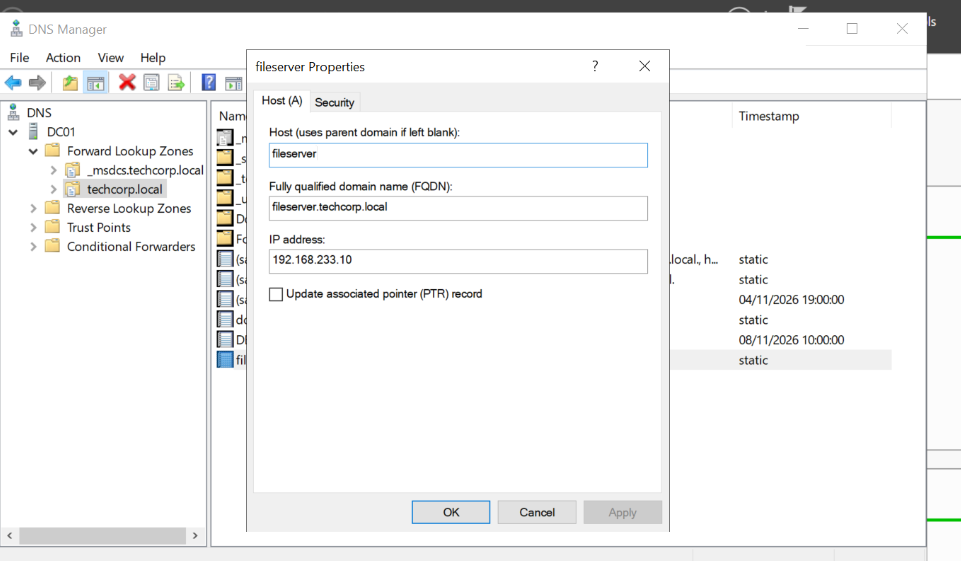 ls
DNS Manager
File Action View Help
DNS
DC01
Forward Lookup Zones
_msdcs.techcorp.local
techcorp.local
Reverse Lookup Zones
Trust Points
Conditional Forwarders
Timestamp
.local., h... static
static
04/11/2026 19:00:00
static
08/11/2026 10:00:00
static
fileserver Properties
Host (A) Security
Host (uses parent domain if left blank):
fileserver
Fully qualified domain name (FQDN):
fileserver.techcorp.local
IP address:
192.168.233.10
Update associated pointer (PTR) record
OK Cancel Apply